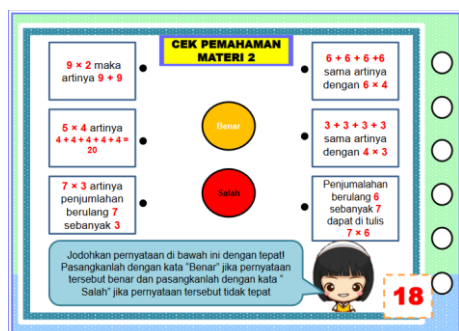 CEK PEMAHAMAN
MATERI 2
9 × 2 maka
artinya 9 + 9
5 × 4 artinya
4 + 4 + 4 + 4 + 4 =
20
7 × 3 artinya
penjumlahan
berulang 7
sebanyak 3
Benar
Salah
6 + 6 + 6 +6
sama artinya
dengan 6 × 4
3 + 3 + 3 + 3
sama artinya
dengan 4 × 3
Penjumalahan
berulang 6
sebanyak 7
dapat di tulis
7 × 6
Jodohkan pernyataan di bawah ini dengan tepat!
Pasangkanlah dengan kata "Benar" jika pernyataan
tersebut benar dan pasangkanlah dengan kata "
Salah" jika pernyataan tersebut tidak tepat
18